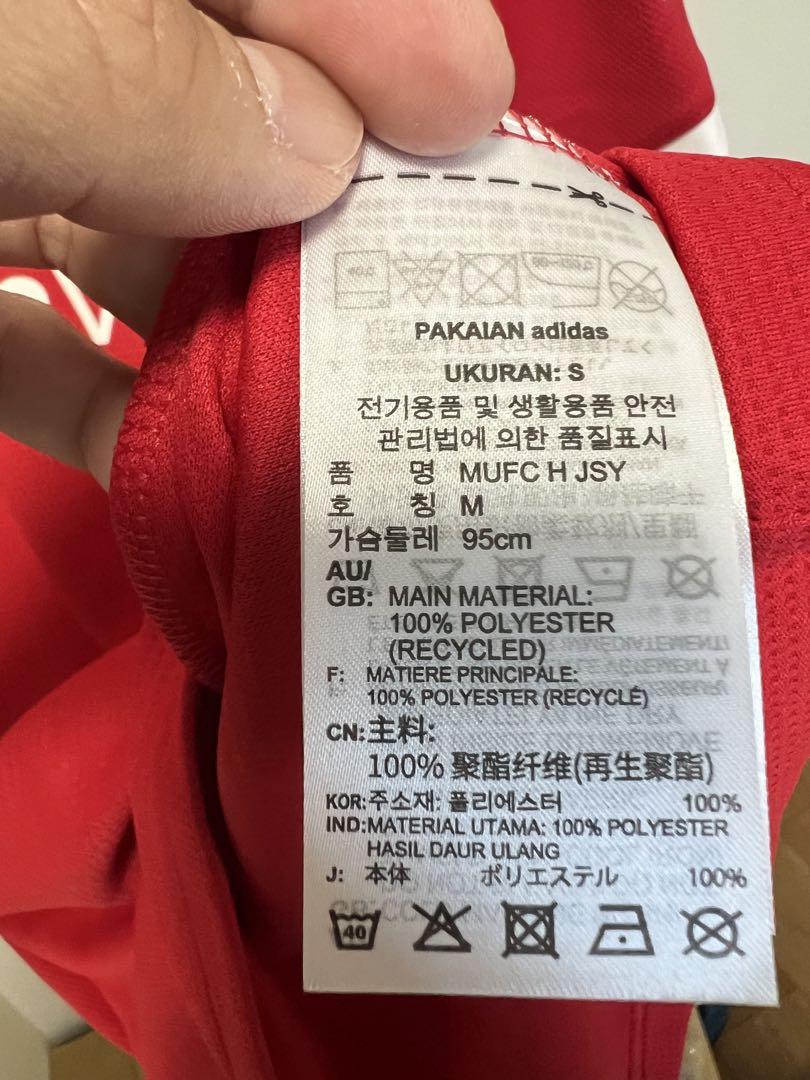 PAKAIAN adidas
UKURAN: S
전기용품 및 생활용품 안전
관리법에 의한 품질표시
품 명 MUFC H JSY
호 칭 M
가슴둘레 95cm
AU/
GB: MAIN MATERIAL:
100% POLYESTER
(RECYCLED)
F: MATIERE PRINCIPALE:
100% POLYESTER (RECYCLÉ)
CN:主料:
100% 聚酯纤维(再生聚酯)
KOR:주소재: 폴리에스터 100%
IND:MATERIAL UTAMA: 100% POLYESTER
HASIL DAUR ULANG
J: 本体 ポリエステル 100%
40